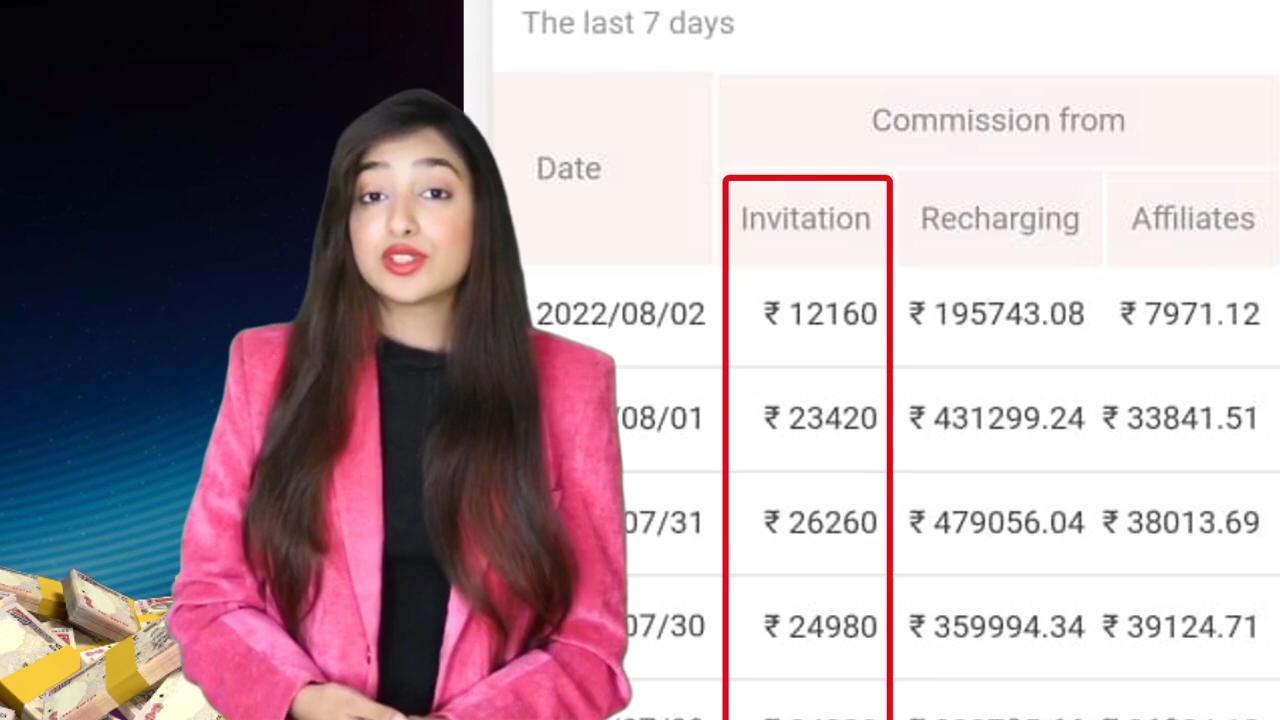 The last 7 days
Date
Commission from
Invitation Recharging Affiliates
2022/08/02 ₹ 12160 ₹ 195743.08 ₹ 7971.12
/08/01 ₹ 23420 ₹ 431299.24 ₹ 33841.51
07/31 ₹ 26260 ₹ 479056.04 ₹ 38013.69
07/30 ₹ 24980 ₹ 359994.34 ₹ 39124.71